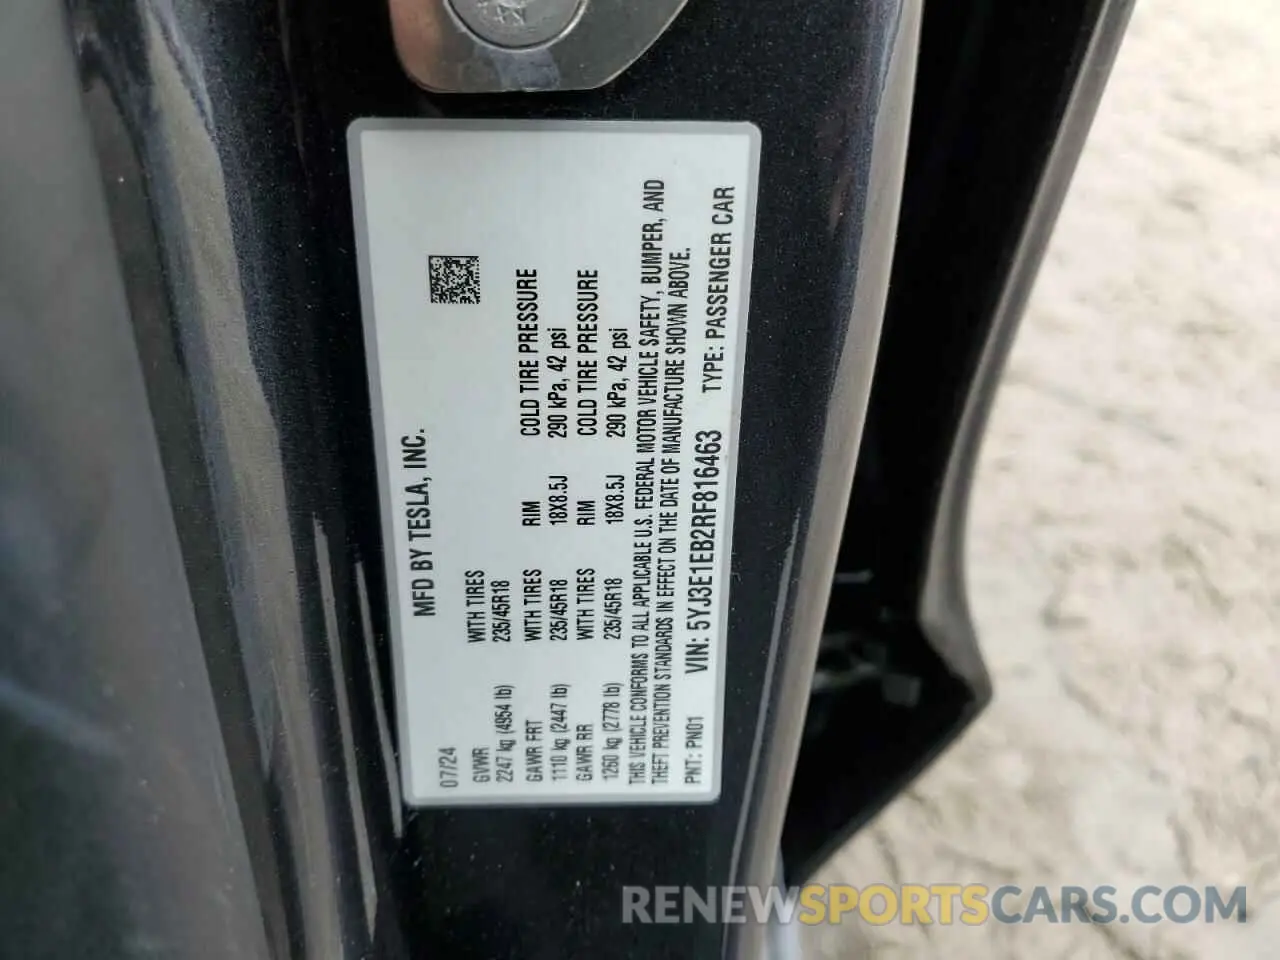 MFD BY TESLA, INC.
07/24
GVWR WITH TIRES
2247 kg (4954 lb) 235/45R18
GAWR FRT WITH TIRES RIM COLD TIRE PRESSURE
1110 kg (2447 lb) 235/45R18 18X8.5J 290 kPa, 42 psi
GAWR RR WITH TIRES RIM COLD TIRE PRESSURE
1260 kg (2778 lb) 235/45R18 18X8.5J 290 kPa, 42 psi
THIS VEHICLE CONFORMS TO ALL APPLICABLE U.S. FEDERAL MOTOR VEHICLE SAFETY, BUMPER, AND
THEFT PREVENTION STANDARDS IN EFFECT ON THE DATE OF MANUFACTURE SHOWN ABOVE.
PNT: PN01 VIN: 5YJ3E1EB2RF816463 TYPE: PASSENGER CAR
RENEWSPORTSCARS.COM